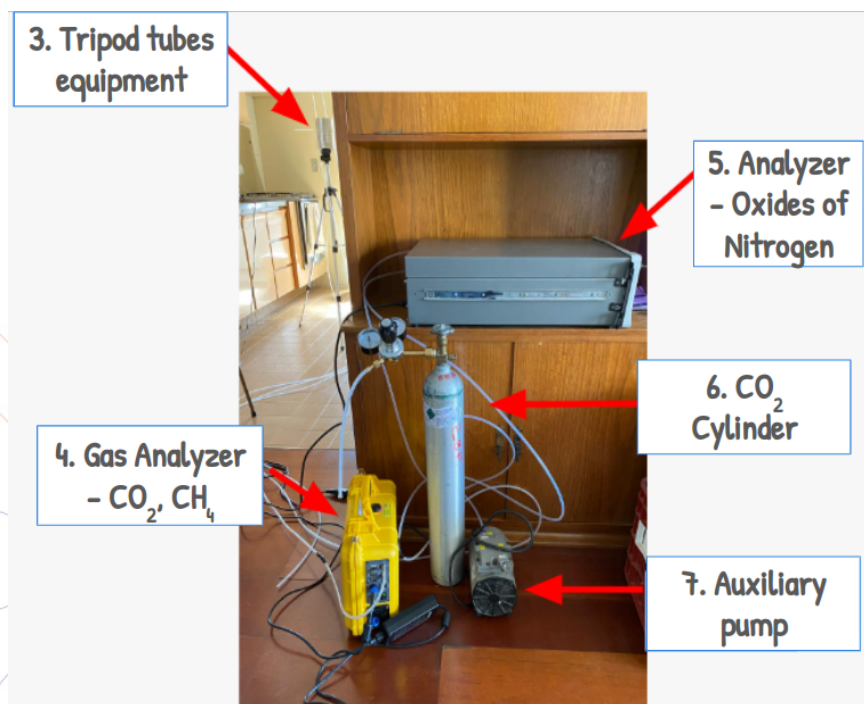 3. Tripod tubes
equipment
5. Analyzer
– Oxides of
Nitrogen
6. CO₂
Cylinder
4. Gas Analyzer
– CO₂, CH₄
7. Auxiliary
pump